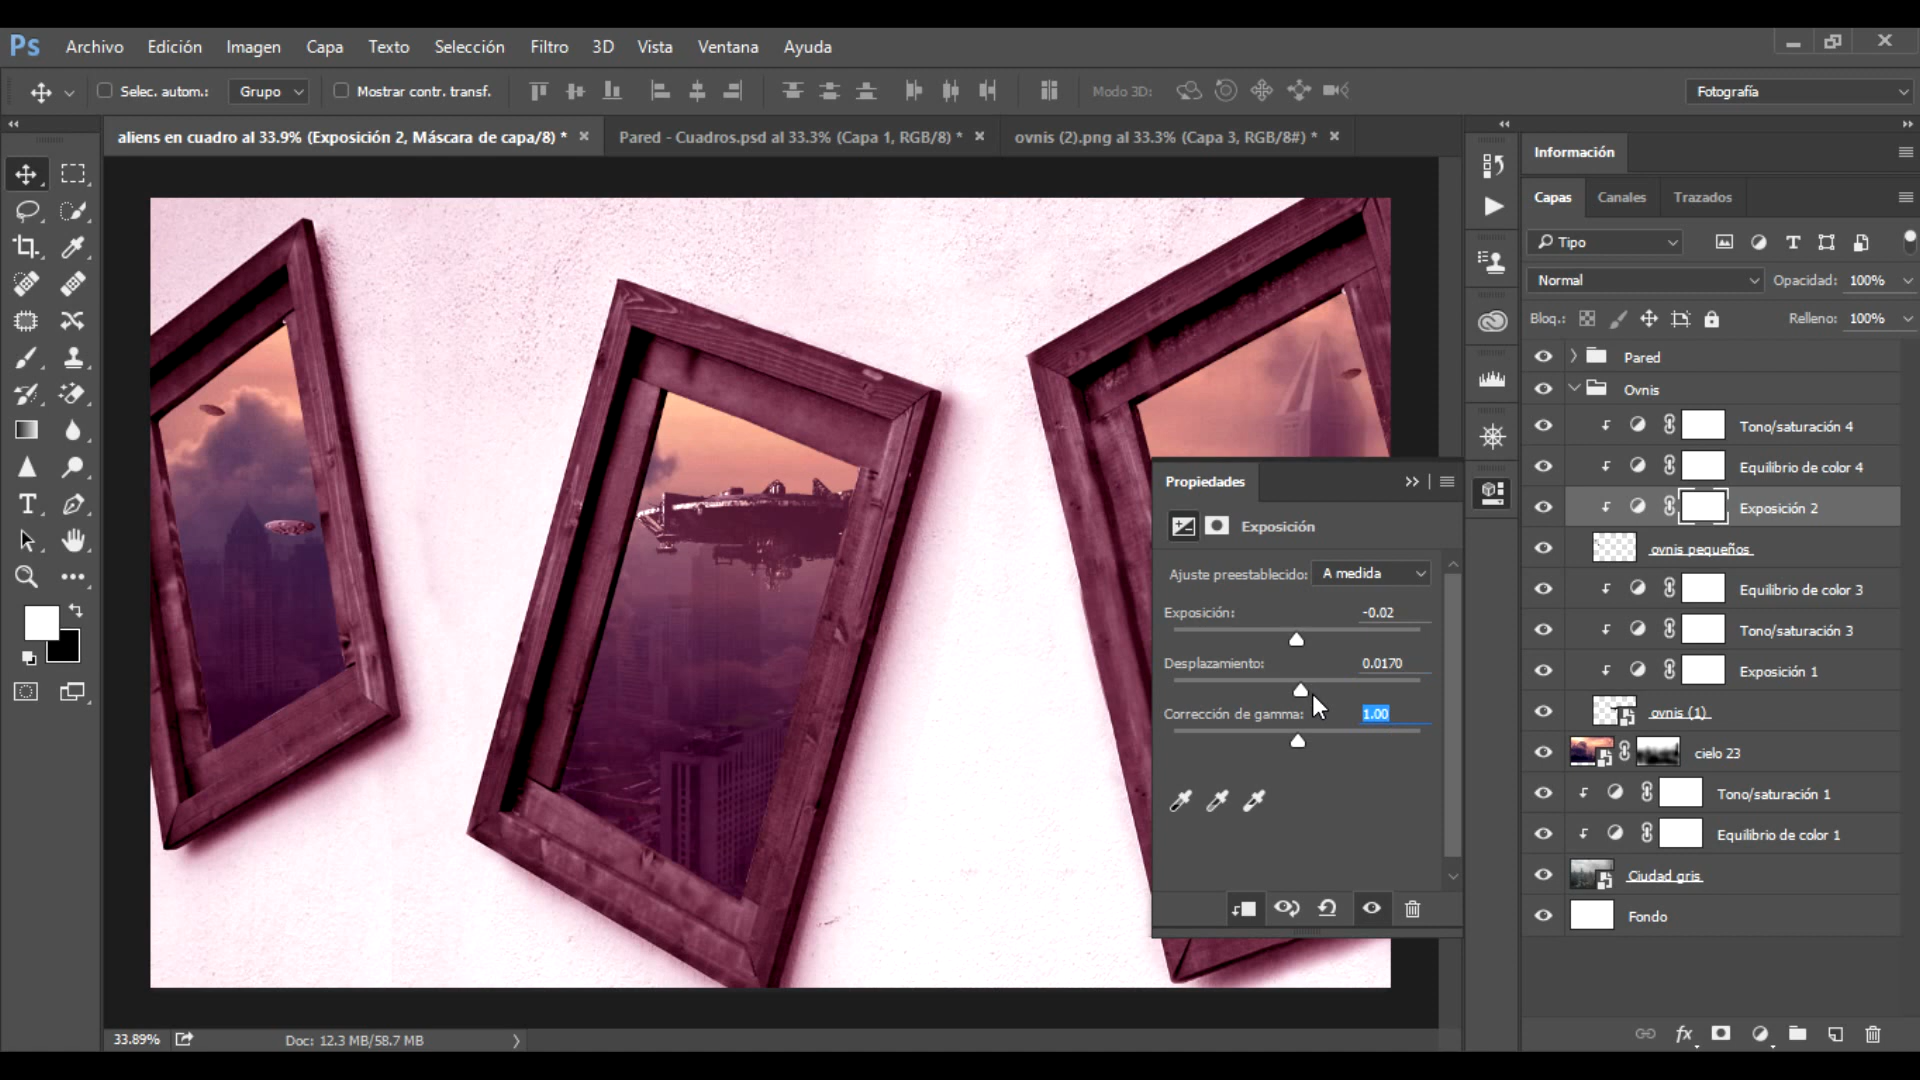 Ps Archivo Edición Imagen Capa Texto Selección Filtro 3D Vista Ventana Ayuda
Selec. autom.: Grupo Mostrar contr. transf. Modo 3D: Fotografía
aliens en cuadro al 33.9% (Exposición 2, Máscara de capa/8) * Pared - Cuadros.psd al 33.3% (Capa 1, RGB/8) * ovnis (2).png al 33.3% (Capa 3, RGB/8#) *
Información
Capas Canales Trazados
Tipo
Normal Opacidad: 100%
Bloq.: Relleno: 100%
Pared
Ovnis
Tono/saturación 4
Equilibrio de color 4
Exposición 2
ovnis pequeños
Equilibrio de color 3
Tono/saturación 3
Exposición 1
ovnis (1)
cielo 23
Tono/saturación 1
Equilibrio de color 1
Ciudad gris
Fondo
Propiedades
Exposición
Ajuste preestablecido: A medida
Exposición: -0.02
Desplazamiento: 0.0170
Corrección de gamma: 1.00
33.89% Doc: 12.3 MB/58.7 MB